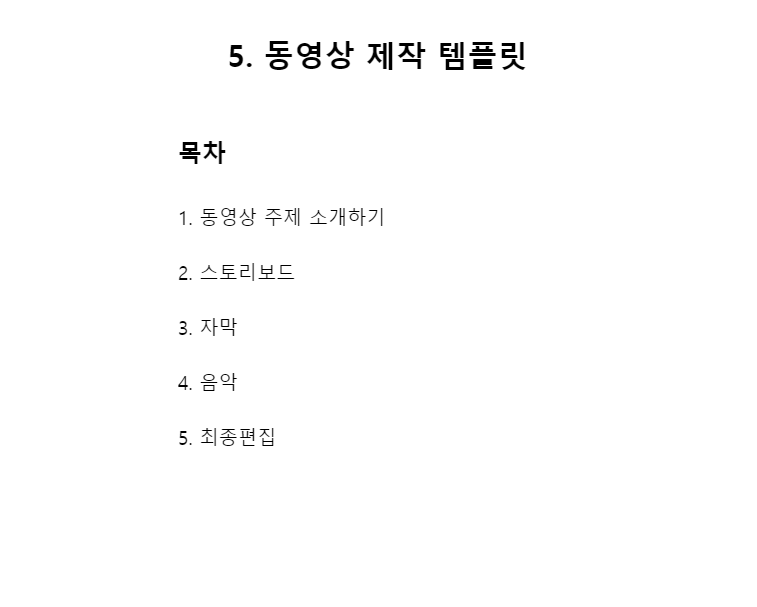 5. 동영상 제작 템플릿
목차
1. 동영상 주제 소개하기
2. 스토리보드
3. 자막
4. 음악
5. 최종편집